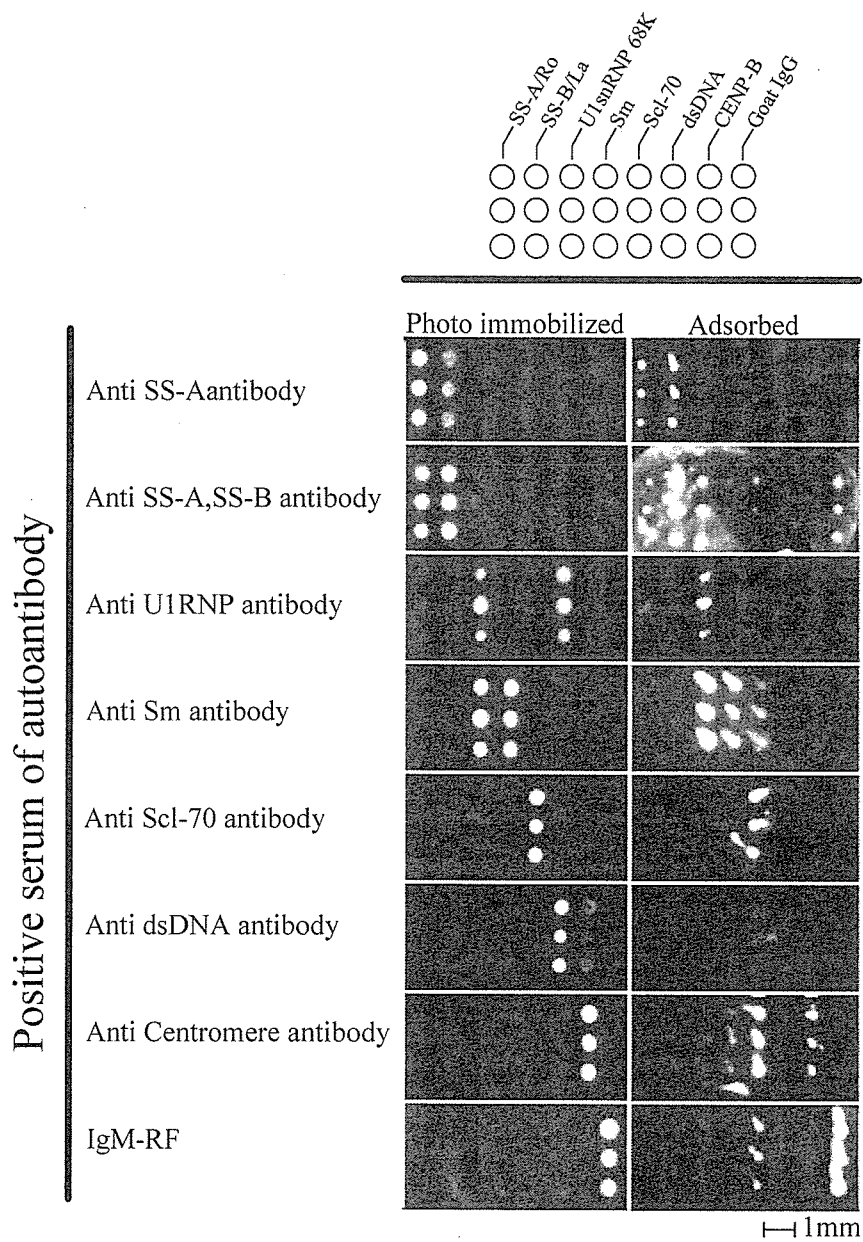 SS-A/Ro
SS-B/La
U1snRNP 68K
Sm
Scl-70
dsDNA
CENP-B
Goat IgG
Photo immobilized
Adsorbed
Positive serum of autoantibody
Anti SS-Aantibody
Anti SS-A,SS-B antibody
Anti U1RNP antibody
Anti Sm antibody
Anti Scl-70 antibody
Anti dsDNA antibody
Anti Centromere antibody
IgM-RF
1mm